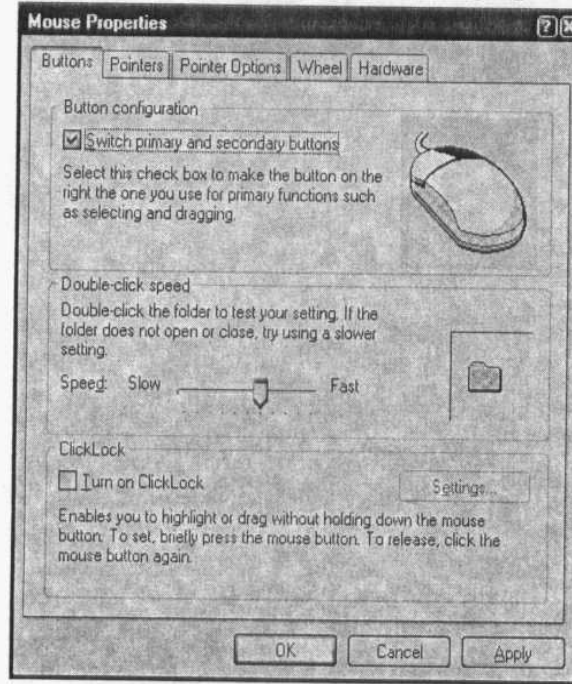 Mouse Properties
Buttons Pointers Pointer Options Wheel Hardware
Button configuration
Switch primary and secondary buttons
Select this check box to make the button on the
right the one you use for primary functions such
as selecting and dragging.
Double-click speed
Double-click the folder to test your setting. If the
folder does not open or close, try using a slower
setting.
Speed: Slow Fast
ClickLock
Turn on ClickLock Settings...
Enables you to highlight or drag without holding down the mouse
button. To set, briefly press the mouse button. To release, click the
mouse button again.
OK Cancel Apply